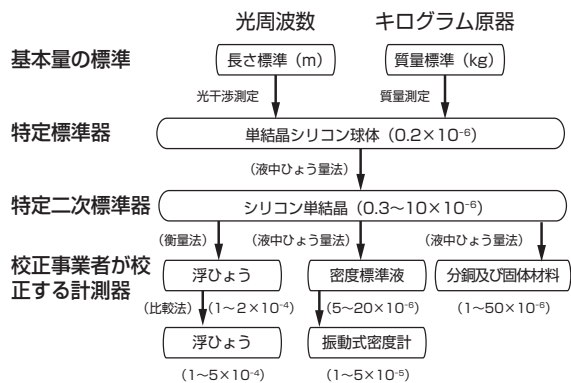 光周波数 キログラム原器
基本量の標準 長さ標準（m） 質量標準（kg）
光干渉測定 質量測定
特定標準器 単結晶シリコン球体（0.2×10⁻⁶）
（液中ひょう量法）
特定二次標準器 シリコン単結晶（0.3～10×10⁻⁶）
（衡量法） （液中ひょう量法） （液中ひょう量法）
校正事業者が校
正する計測器 浮ひょう 密度標準液 分銅及び固体材料
（比較法） （1～2×10⁻⁴） （5～20×10⁻⁶） （1～50×10⁻⁶）
浮ひょう 振動式密度計
（1～5×10⁻⁴） （1～5×10⁻⁵）